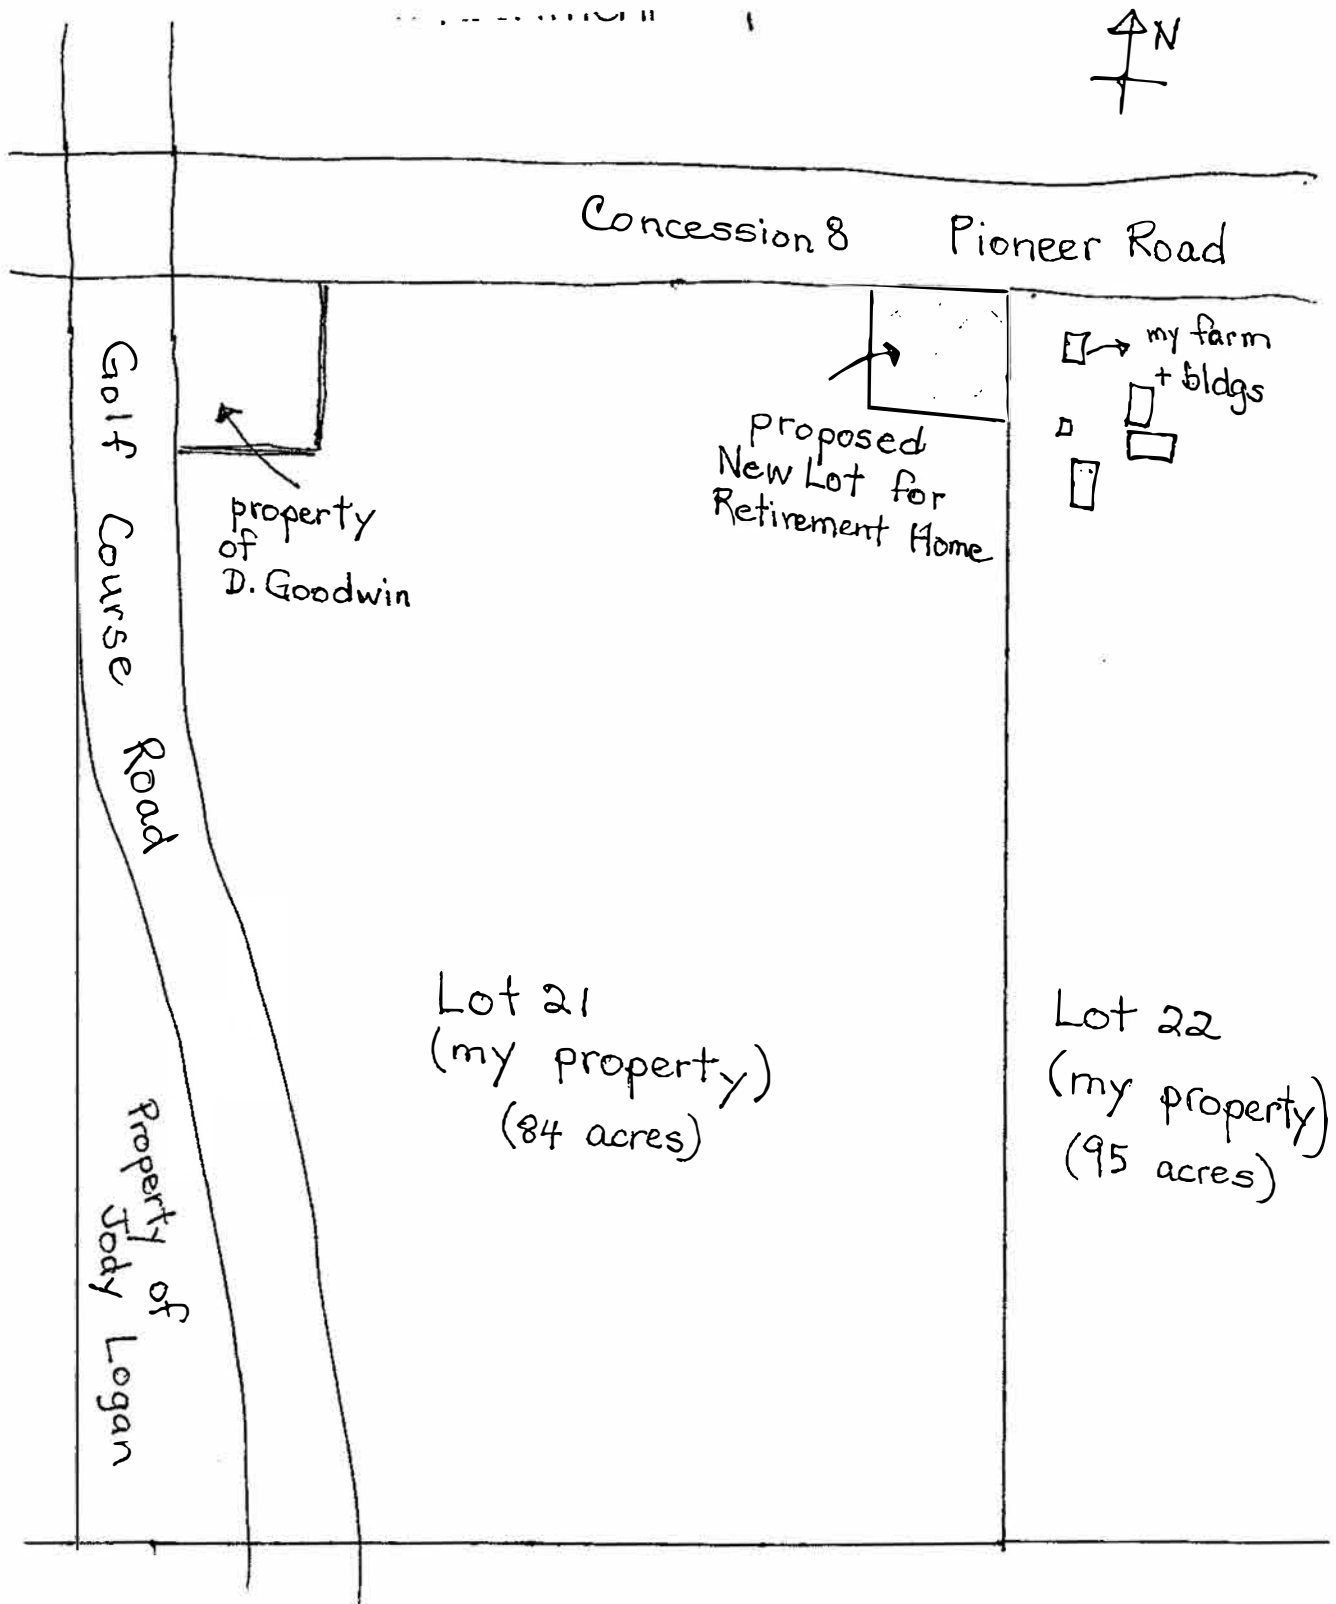 N
Concession 8 Pioneer Road
my farm
+ bldgs
Golf Course Road
property
of
D. Goodwin
proposed
New Lot for
Retirement Home
Lot 21
(my property)
(84 acres)
Lot 22
(my property)
(95 acres)
Property of
Jody Logan